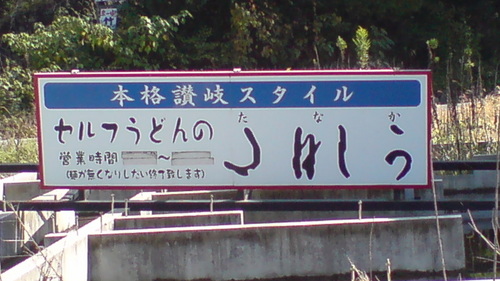 本格讃岐スタイル
セルフうどんの
たなか
営業時間 ～
(麺が無くなりしだい終了致します)